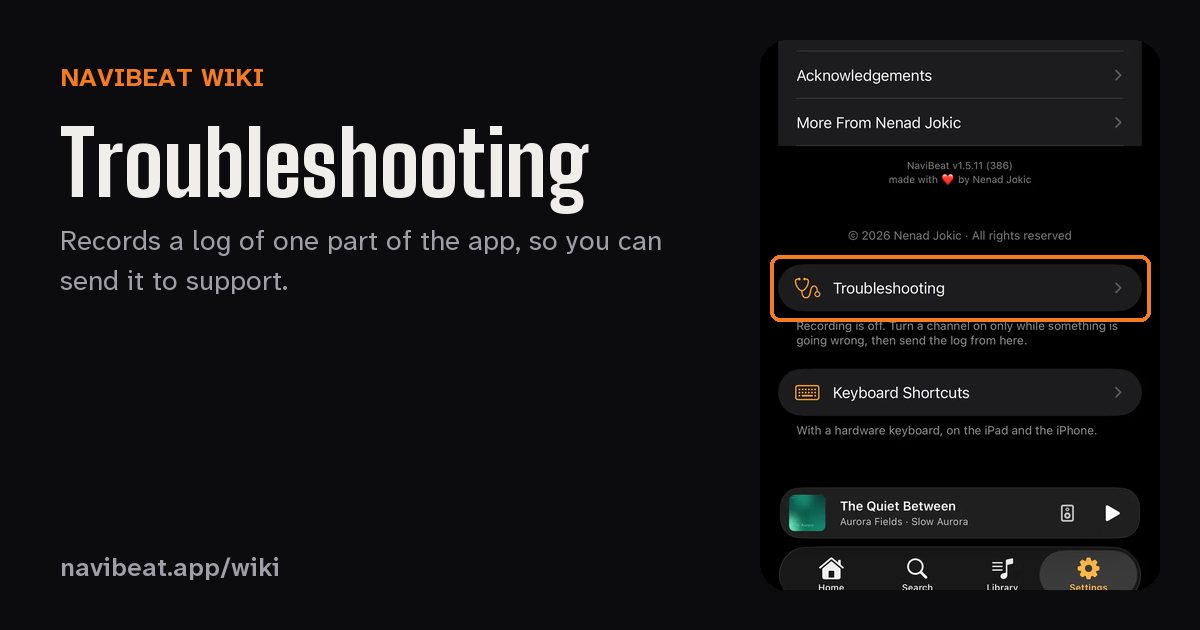 NAVIBEAT WIKI
Troubleshooting
Records a log of one part of the app, so you can
send it to support.
navibeat.app/wiki
Acknowledgements
More From Nenad Jokic
NaviBeat v1.5.11 (386)
made with ❤️ by Nenad Jokic
© 2026 Nenad Jokic · All rights reserved
Troubleshooting
Recording is off. Turn a channel on only while something is
going wrong, then send the log from here.
Keyboard Shortcuts
With a hardware keyboard, on the iPad and the iPhone.
The Quiet Between
Aurora Fields · Slow Aurora
Home
Search
Library
Settings